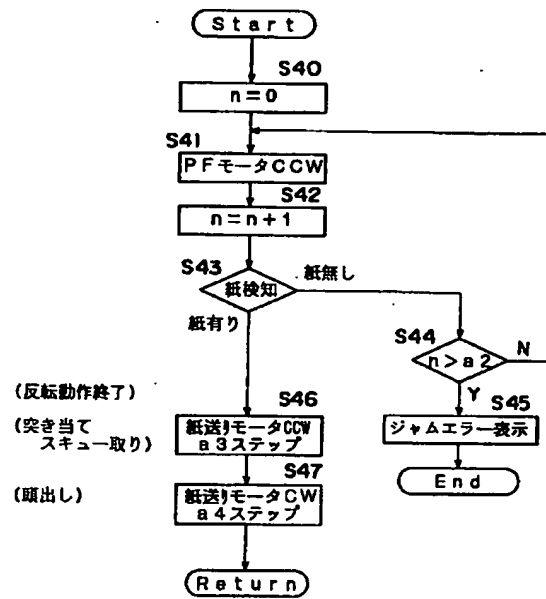 Start
S40
n=0
S41
PFモータCCW
S42
n=n+1
S43
紙検知
紙無し
紙有り
S44
n>a2
N
Y
S45
ジャムエラー表示
End
(反転動作終了)
S46
(突き当て
スキュー取り)
紙送りモータCCW
a3ステップ
S47
(頭出し)
紙送りモータCW
a4ステップ
Return